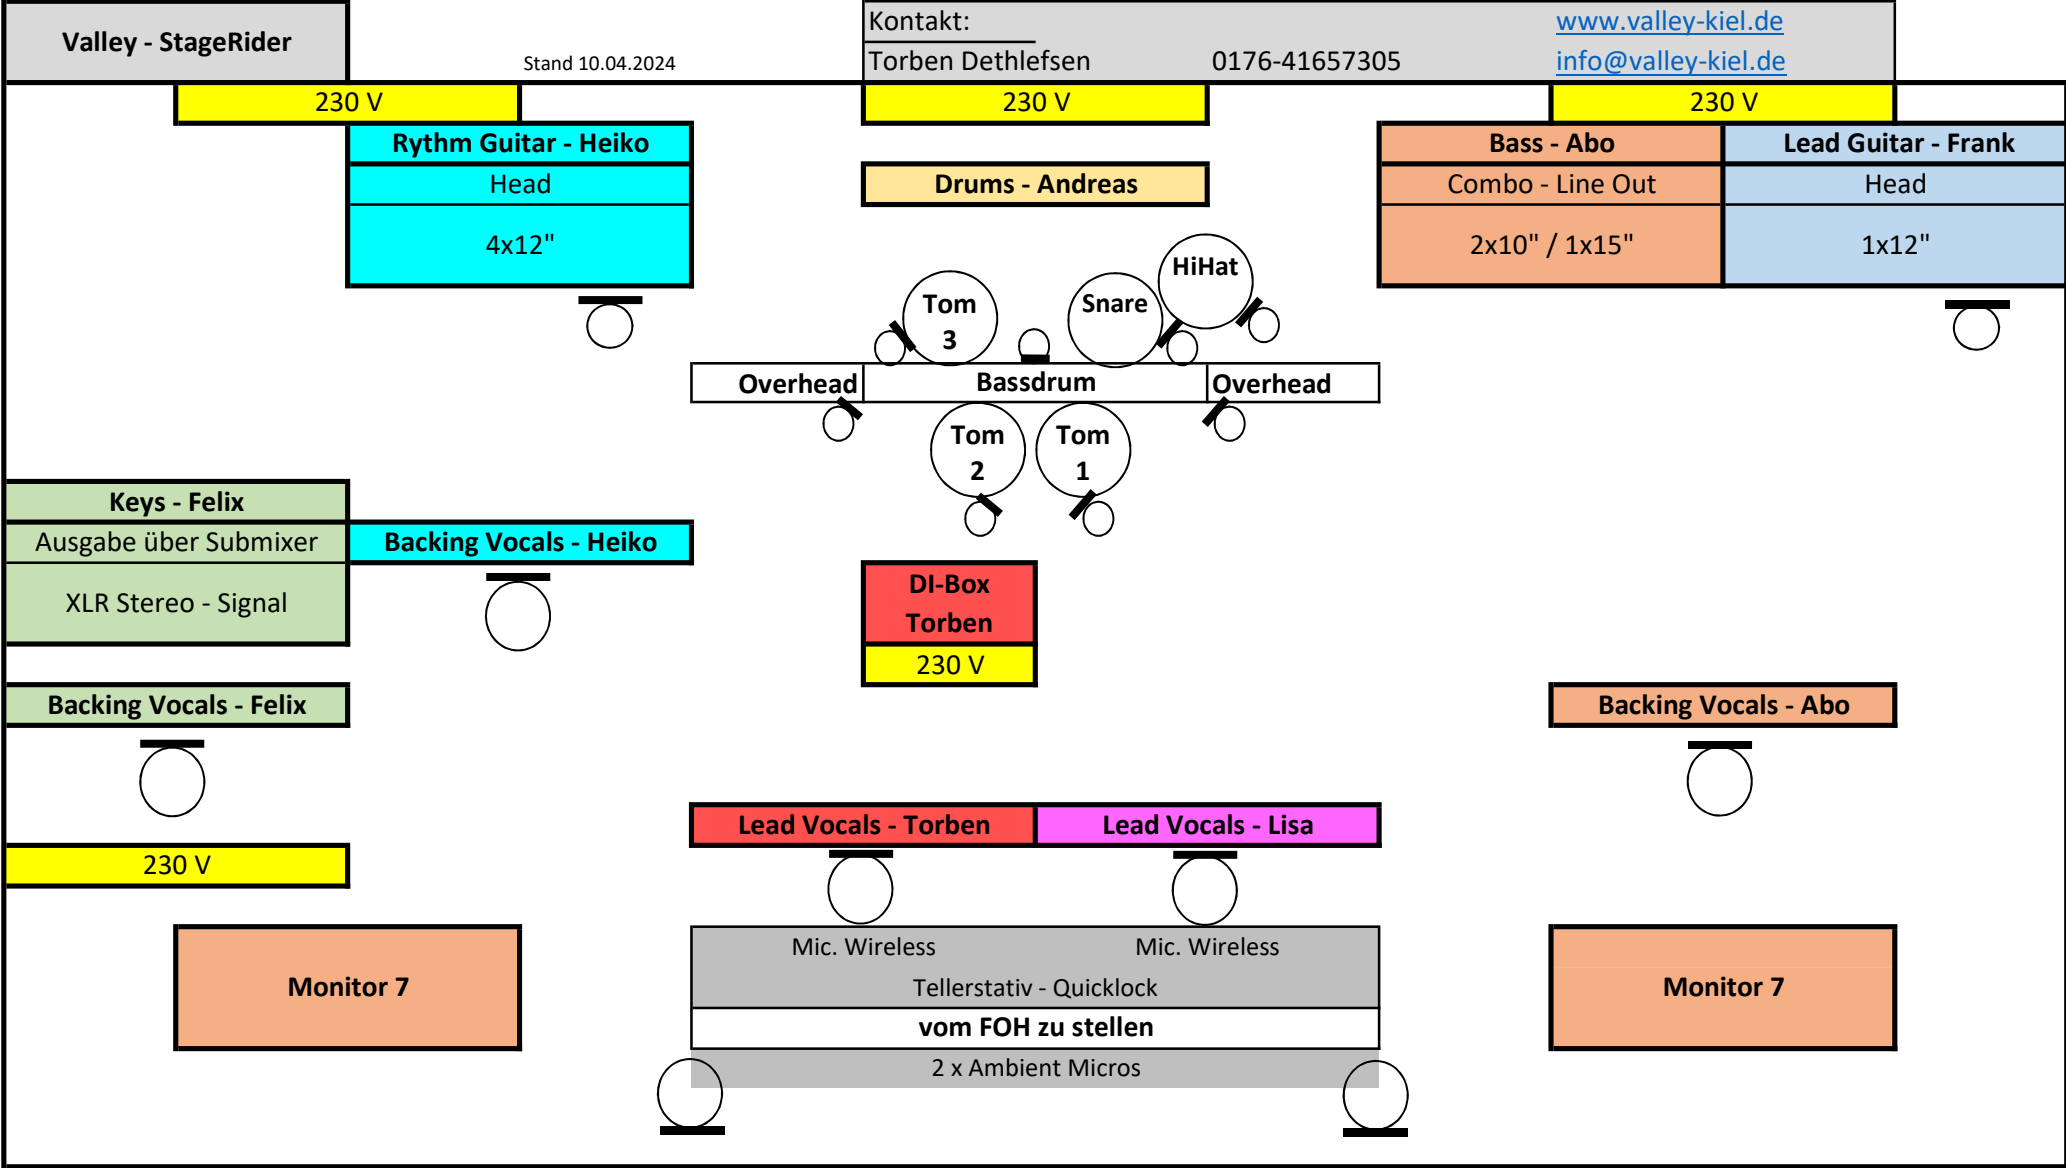 Valley - StageRider
Stand 10.04.2024
Kontakt:
www.valley-kiel.de
Torben Dethlefsen
0176-41657305
info@valley-kiel.de
230 V
230 V
230 V
Rythm Guitar - Heiko
Head
4x12"
Drums - Andreas
Bass - Abo
Combo - Line Out
2x10" / 1x15"
Lead Guitar - Frank
Head
1x12"
HiHat
Tom
3
Snare
Overhead
Bassdrum
Overhead
Tom
2
Tom
1
Keys - Felix
Ausgabe über Submixer
XLR Stereo - Signal
Backing Vocals - Heiko
DI-Box
Torben
230 V
Backing Vocals - Felix
Backing Vocals - Abo
Lead Vocals - Torben
Lead Vocals - Lisa
230 V
Monitor 7
Mic. Wireless
Mic. Wireless
Tellerstativ - Quicklock
vom FOH zu stellen
2 x Ambient Micros
Monitor 7